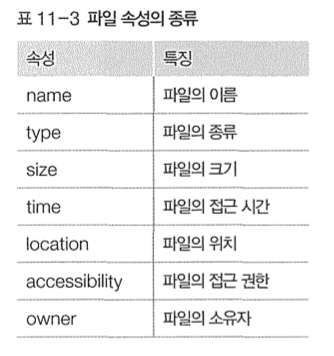 표 11-3 파일 속성의 종류
속성 특징
name 파일의 이름
type 파일의 종류
size 파일의 크기
time 파일의 접근 시간
location 파일의 위치
accessibility 파일의 접근 권한
owner 파일의 소유자